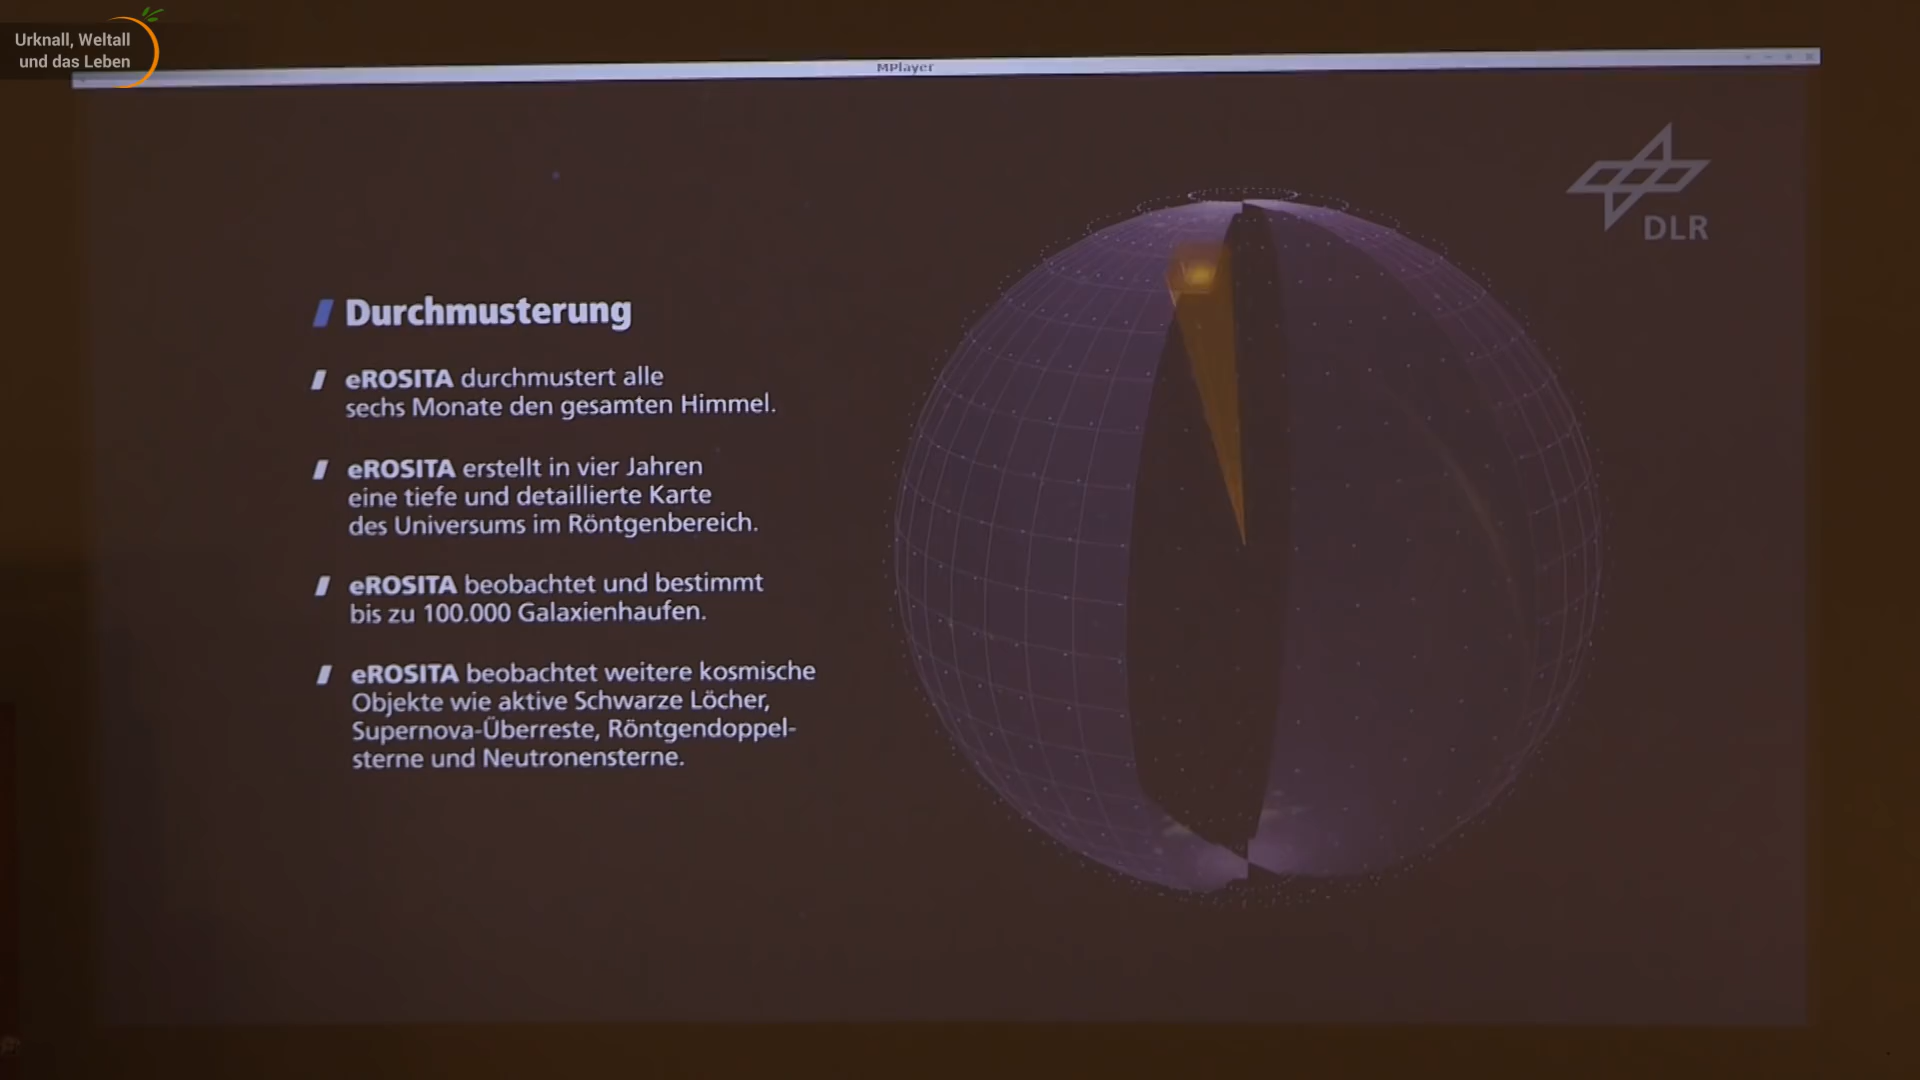 Urknall, Weltall
und das Leben
MPlayer
DLR
Durchmusterung
eROSITA durchmustert alle
sechs Monate den gesamten Himmel.
eROSITA erstellt in vier Jahren
eine tiefe und detaillierte Karte
des Universums im Röntgenbereich.
eROSITA beobachtet und bestimmt
bis zu 100.000 Galaxienhaufen.
eROSITA beobachtet weitere kosmische
Objekte wie aktive Schwarze Löcher,
Supernova-Überreste, Röntgendoppel-
sterne und Neutronensterne.